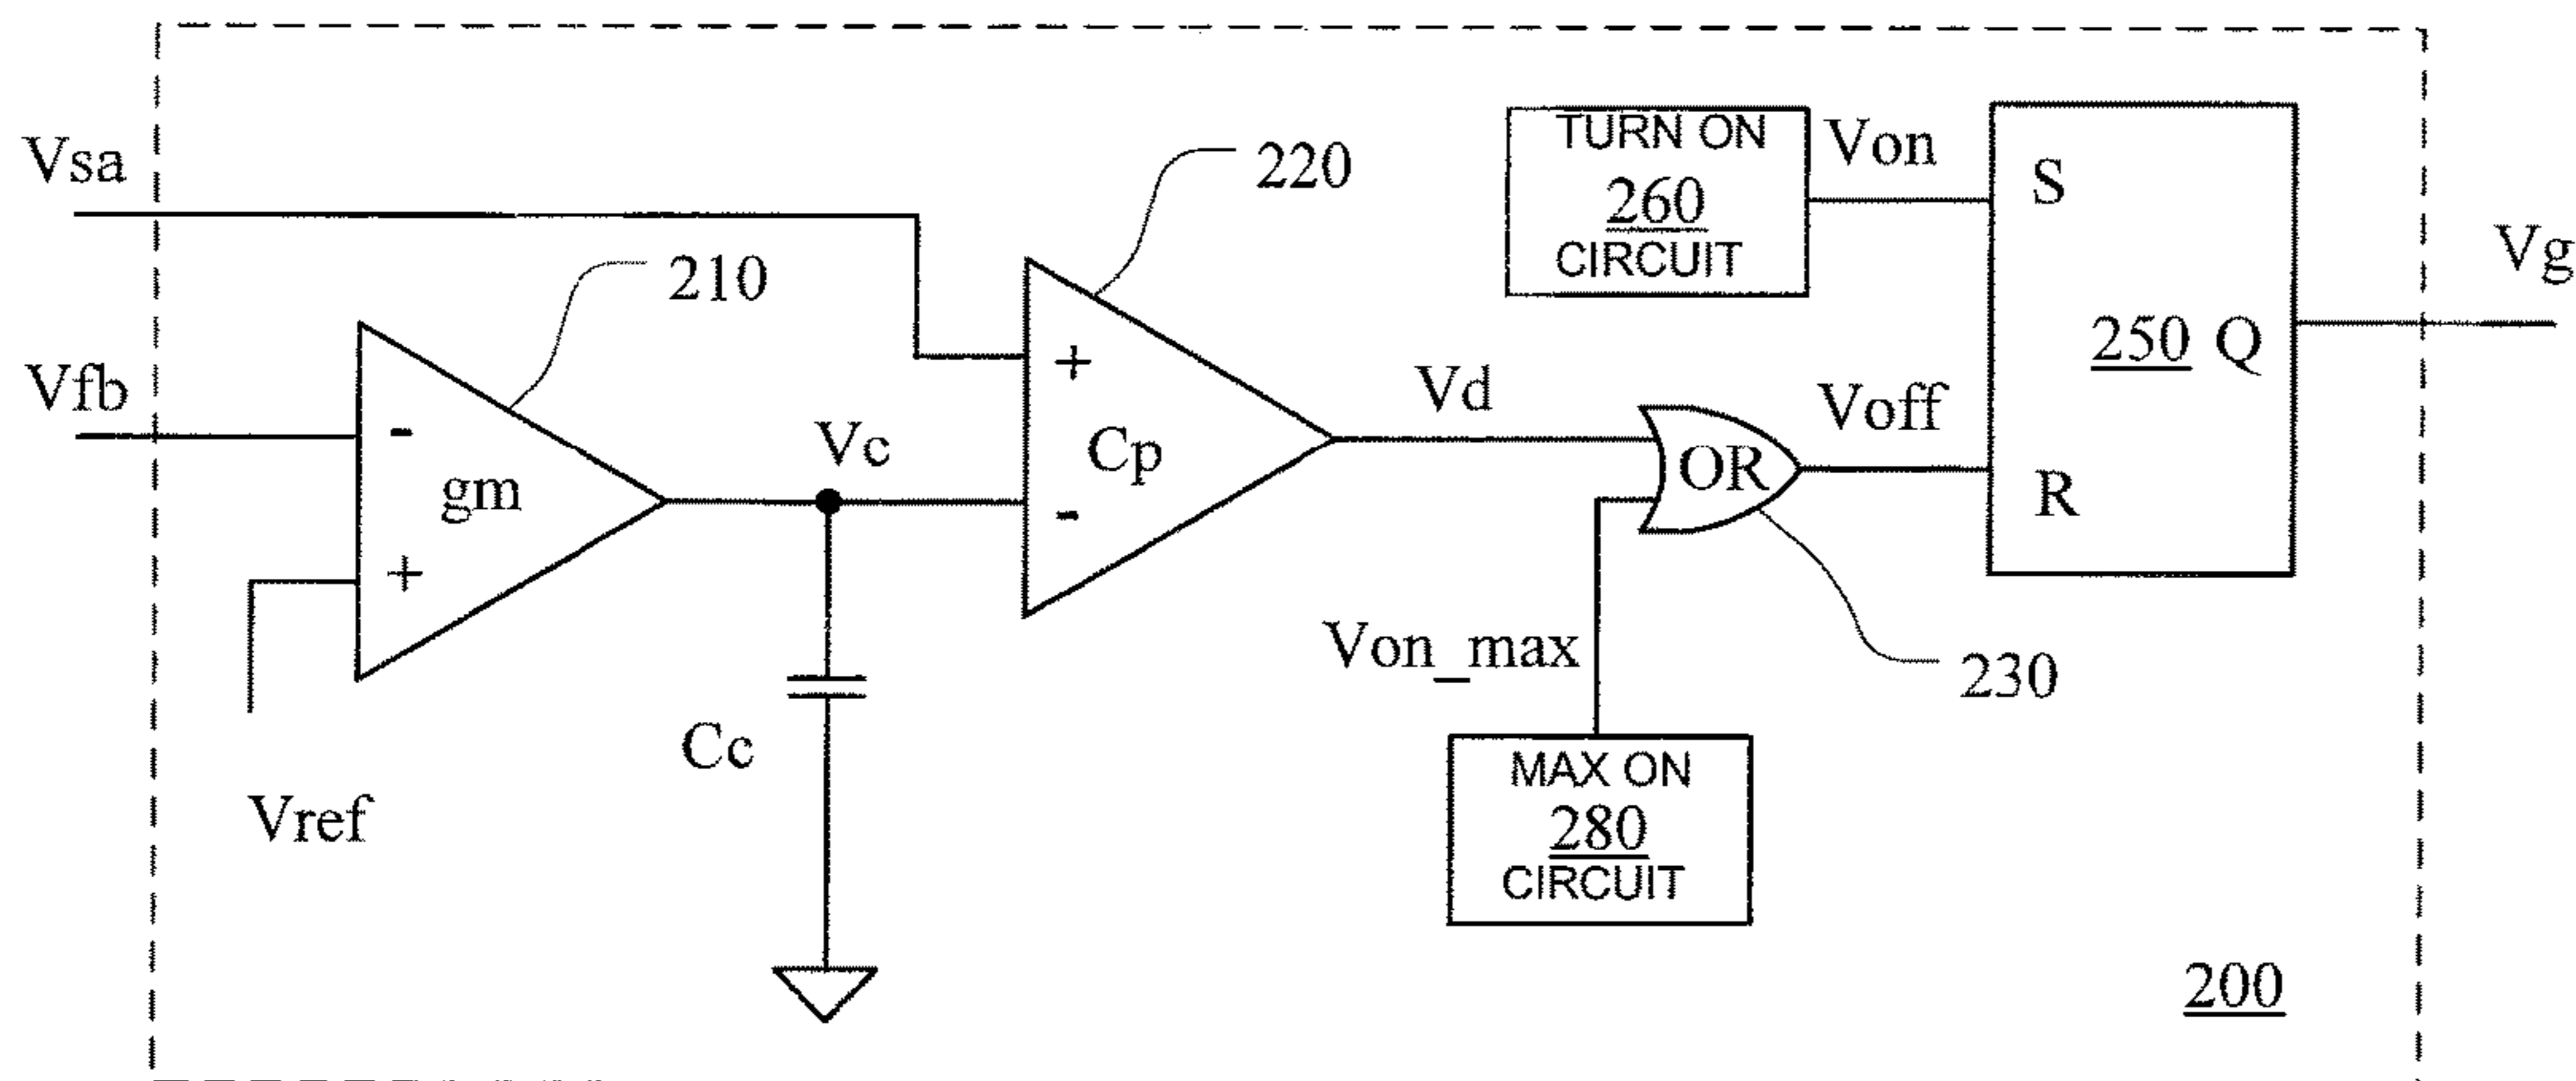 Vsa
Vfb
Vref
210
-
gm
+
Vc
Cc
220
+
Cp
-
Vd
Von_max
TURN ON
260
CIRCUIT
Von
OR
Voff
230
MAX ON
280
CIRCUIT
S
250 Q
R
Vg
200